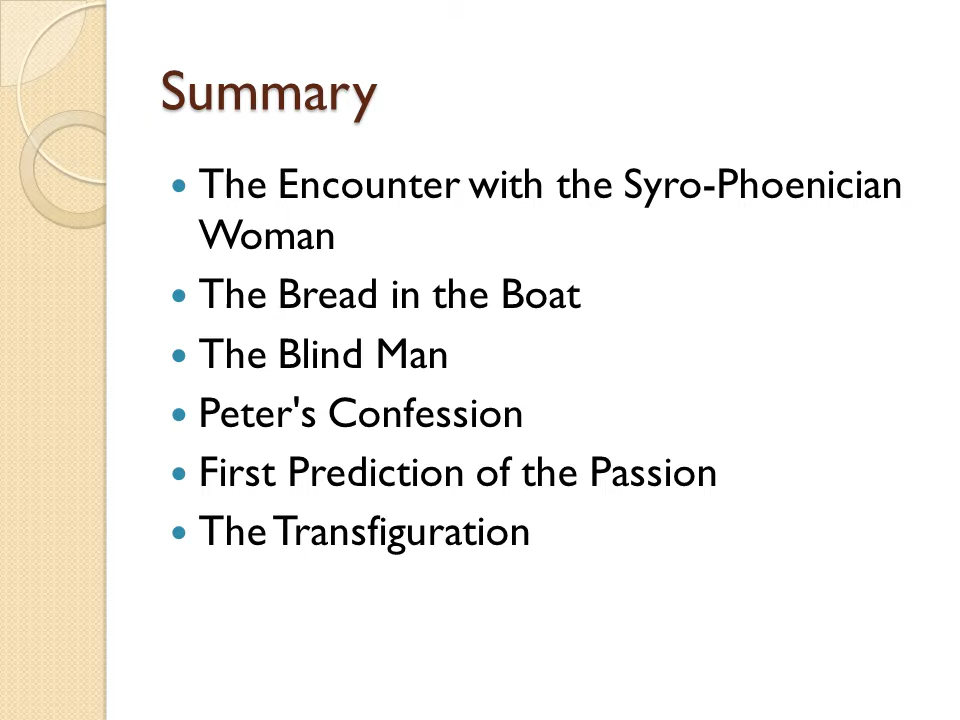 Summary
• The Encounter with the Syro-Phoenician
Woman
• The Bread in the Boat
• The Blind Man
• Peter's Confession
• First Prediction of the Passion
• The Transfiguration